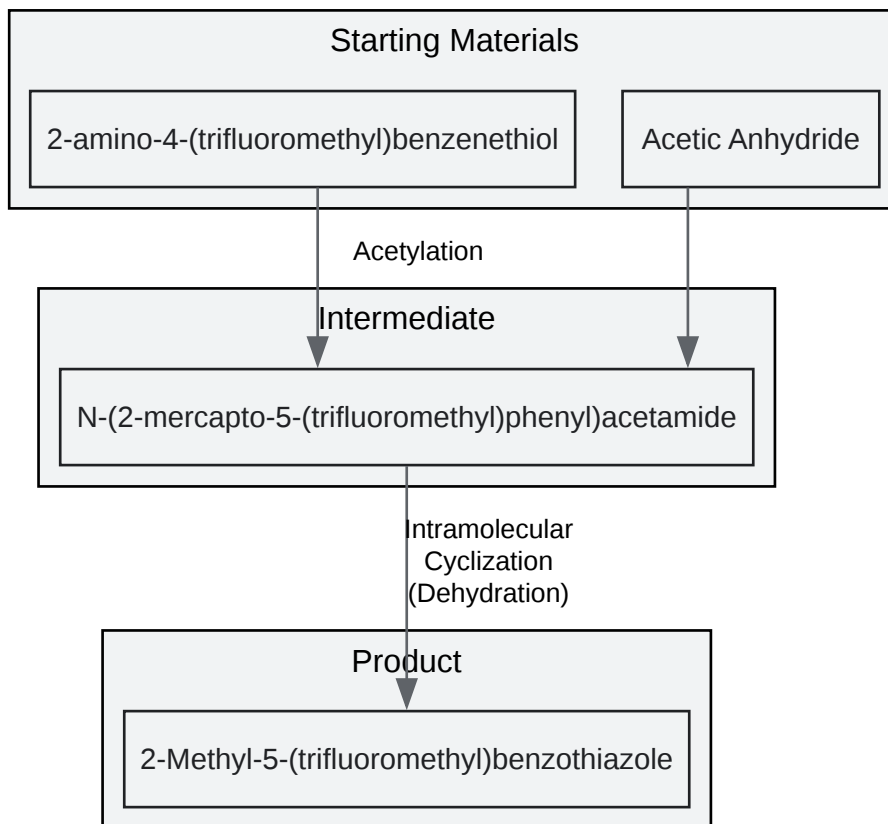 Starting Materials
2-amino-4-(trifluoromethyl)benzenethiol
Acetic Anhydride
Acetylation
Intermediate
N-(2-mercapto-5-(trifluoromethyl)phenyl)acetamide
Intramolecular
Cyclization
(Dehydration)
Product
2-Methyl-5-(trifluoromethyl)benzothiazole